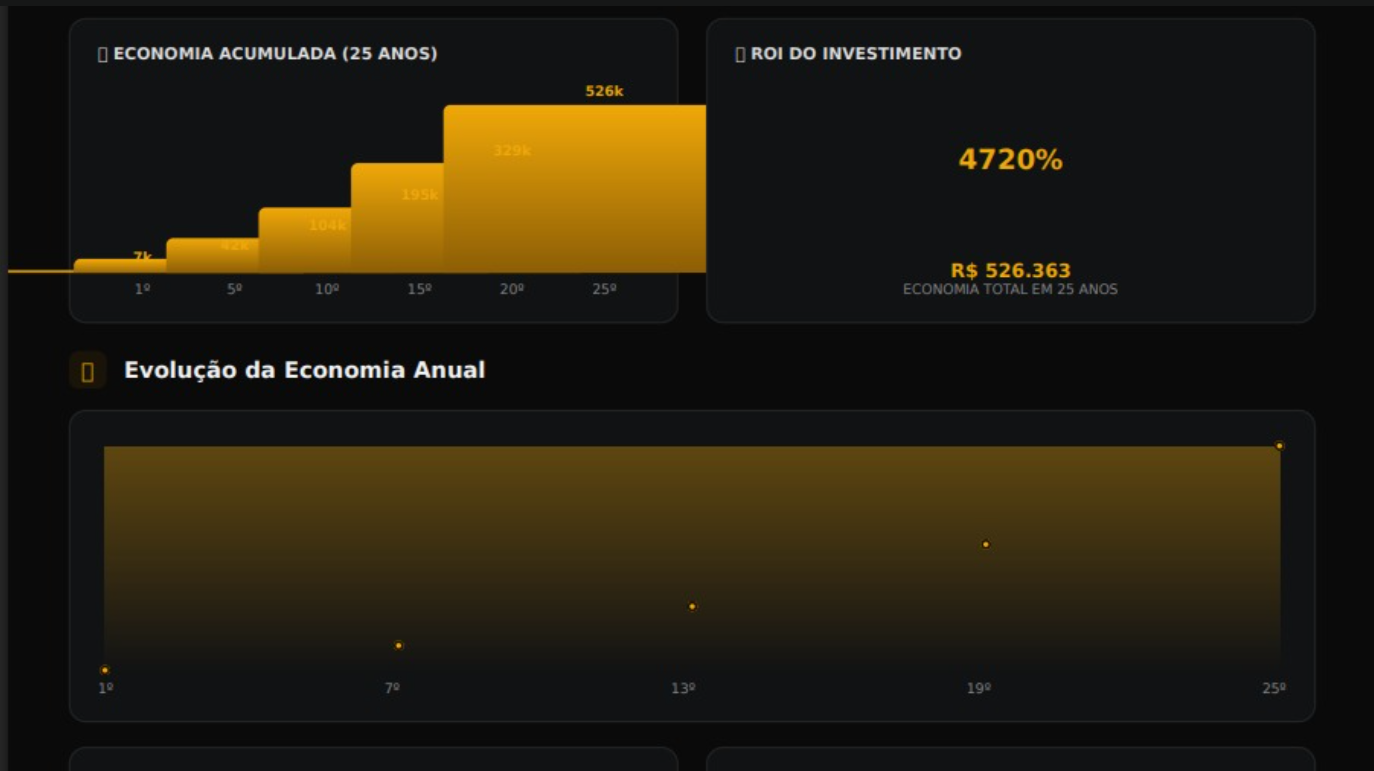 ECONOMIA ACUMULADA (25 ANOS)
526k
329k
195k
104k
42k
7k
1º 5º 10º 15º 20º 25º
ROI DO INVESTIMENTO
4720%
R$ 526.363
ECONOMIA TOTAL EM 25 ANOS
Evolução da Economia Anual
1º 7º 13º 19º 25º